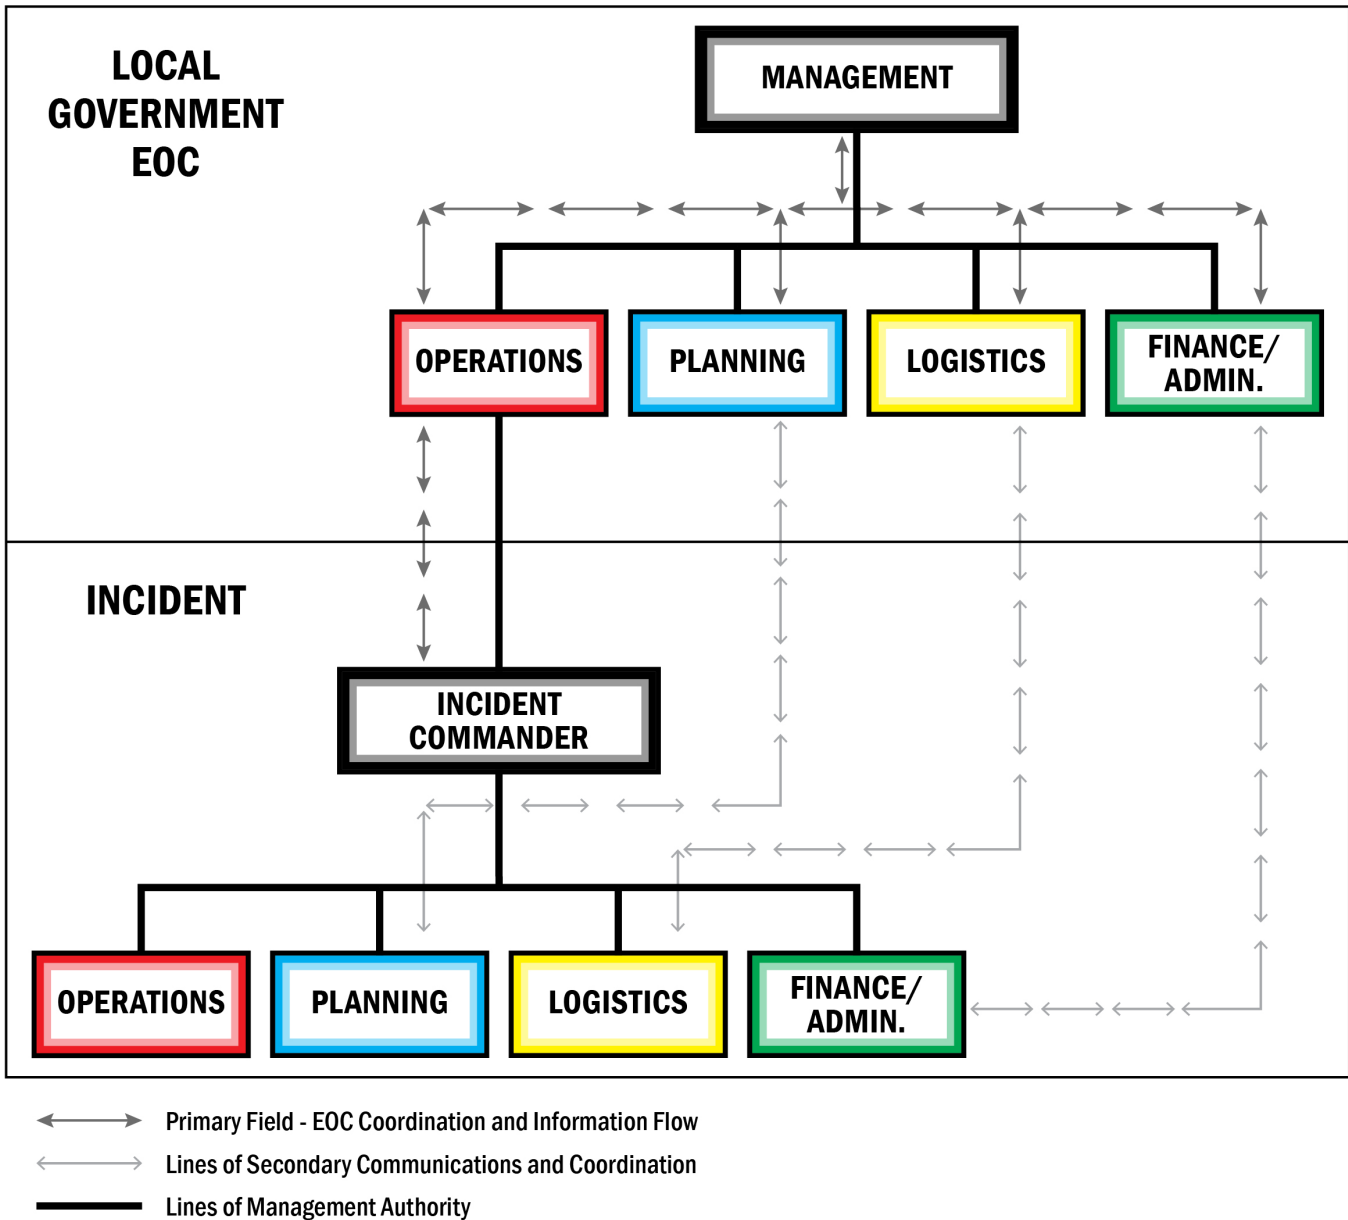 LOCAL
GOVERNMENT
EOC
MANAGEMENT
OPERATIONS
PLANNING
LOGISTICS
FINANCE/
ADMIN.
INCIDENT
INCIDENT
COMMANDER
OPERATIONS
PLANNING
LOGISTICS
FINANCE/
ADMIN.
Primary Field - EOC Coordination and Information Flow
Lines of Secondary Communications and Coordination
Lines of Management Authority